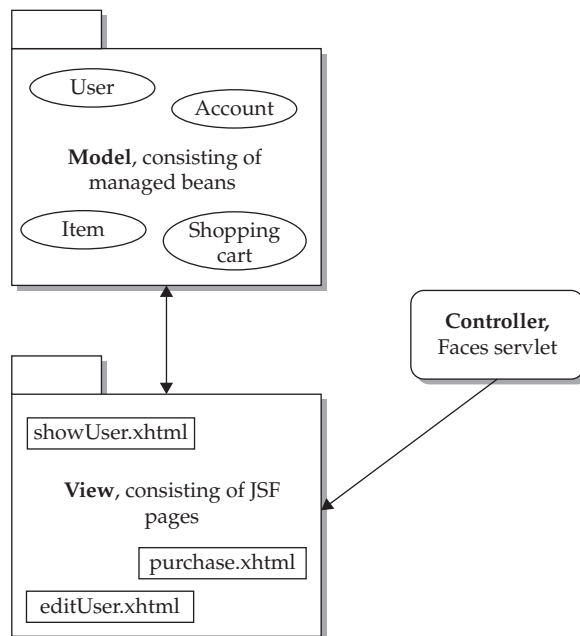 User
Account
Model, consisting of
managed beans
Item
Shopping
cart
Controller,
Faces servlet
showUser.xhtml
View, consisting of JSF
pages
purchase.xhtml
editUser.xhtml